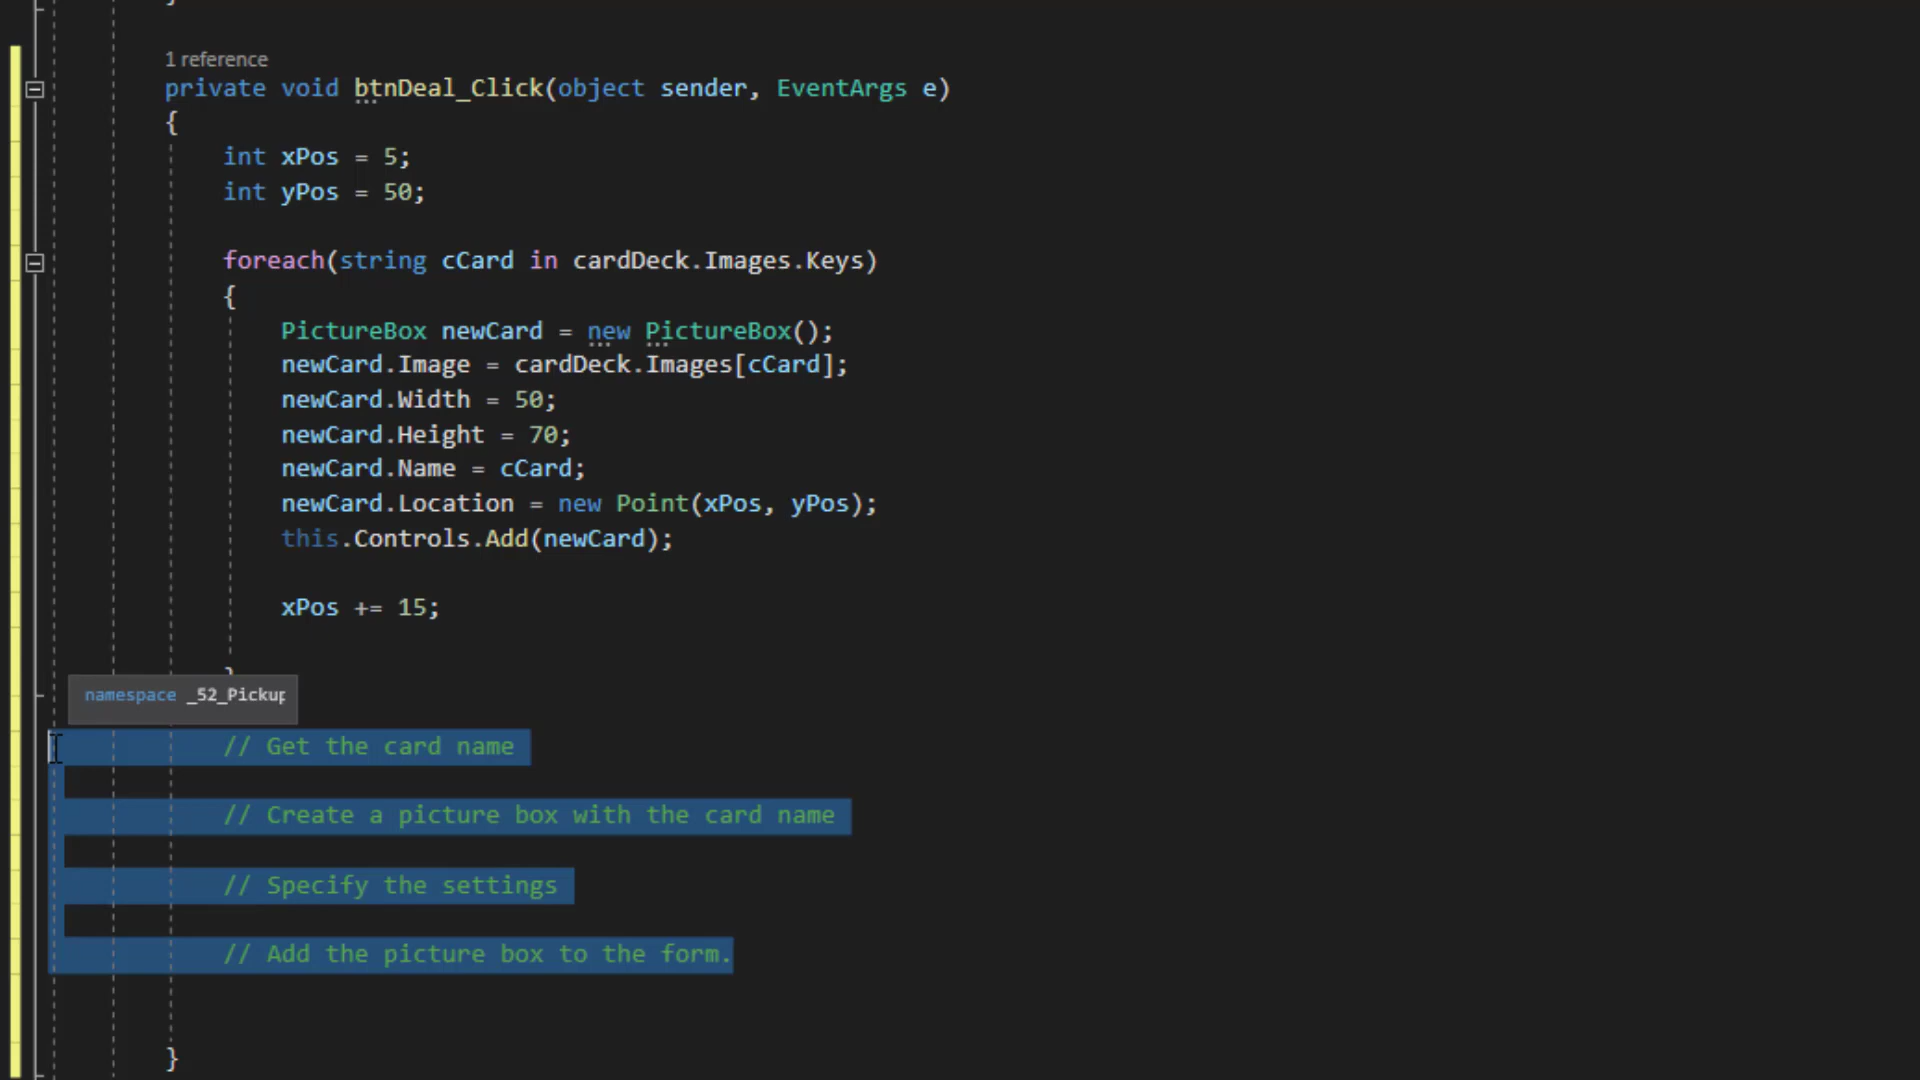 }
1 reference
private void btnDeal_Click(object sender, EventArgs e)
{
int xPos = 5;
int yPos = 50;
foreach(string cCard in cardDeck.Images.Keys)
{
PictureBox newCard = new PictureBox();
newCard.Image = cardDeck.Images[cCard];
newCard.Width = 50;
newCard.Height = 70;
newCard.Name = cCard;
newCard.Location = new Point(xPos, yPos);
this.Controls.Add(newCard);
xPos += 15;
}
namespace _52_Pickup
// Get the card name
// Create a picture box with the card name
// Specify the settings
// Add the picture box to the form.
}